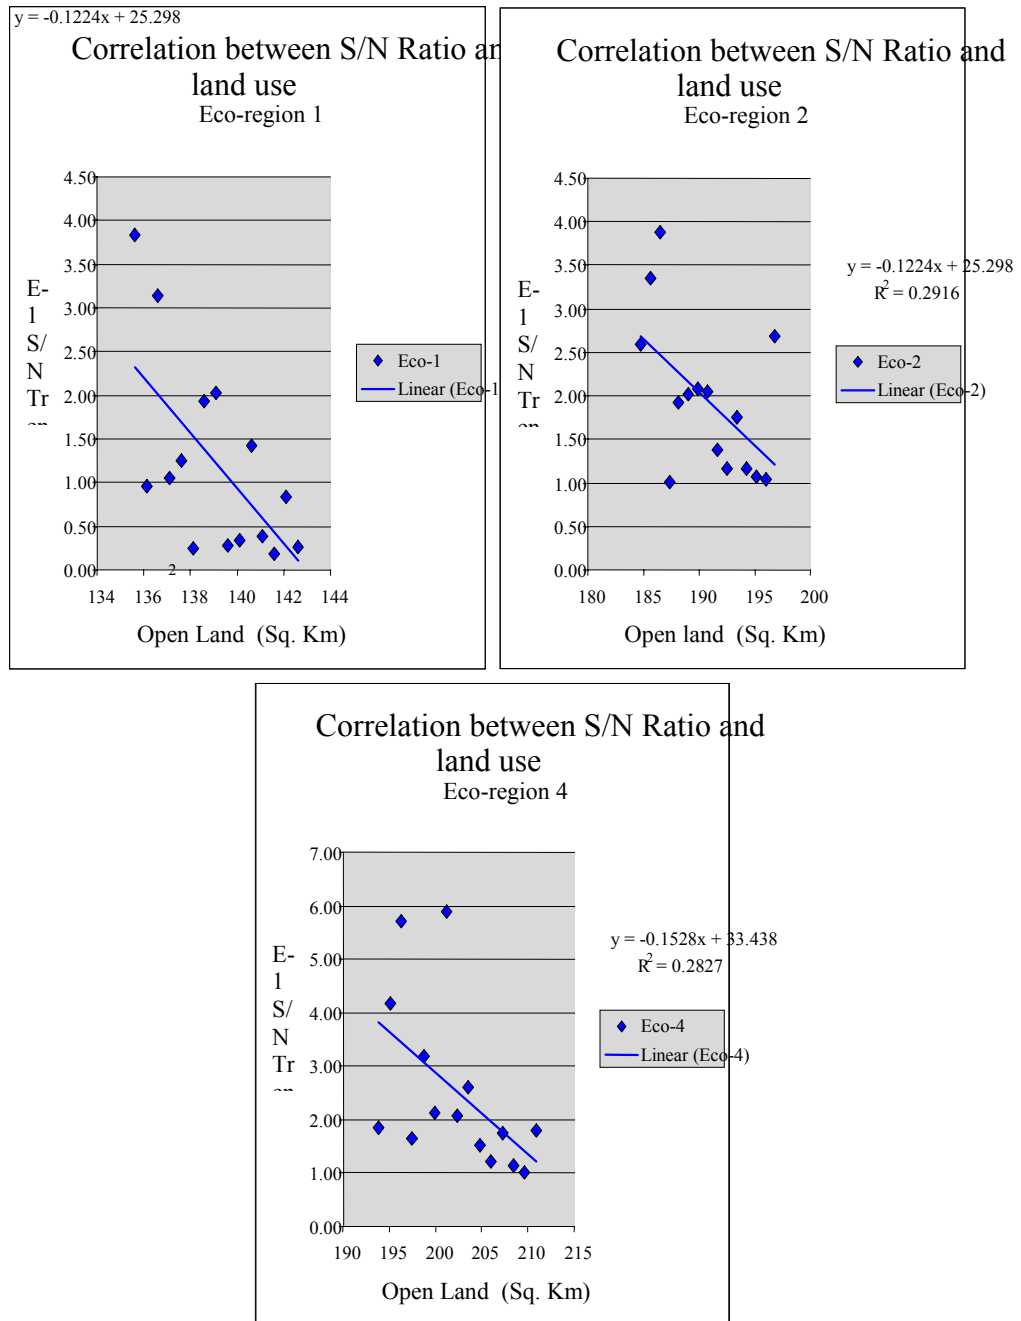 y = -0.1224x + 25.298
Correlation between S/N Ratio an
land use
Eco-region 1
4.50
4.00
3.50
3.00
2.50
2.00
1.50
1.00
0.50
0.00
E-
1
S/
N
Tr
Eco-1
Linear (Eco-1
2
134 136 138 140 142 144
Open Land (Sq. Km)
Correlation between S/N Ratio and
land use
Eco-region 2
4.50
4.00
3.50
3.00
2.50
2.00
1.50
1.00
0.50
0.00
E-
1
S/
N
Tr
y = -0.1224x + 25.298
R² = 0.2916
Eco-2
Linear (Eco-2)
180 185 190 195 200
Open land (Sq. Km)
Correlation between S/N Ratio and
land use
Eco-region 4
7.00
6.00
5.00
4.00
3.00
2.00
1.00
0.00
E-
1
S/
N
Tr
y = -0.1528x + 33.438
R² = 0.2827
Eco-4
Linear (Eco-4)
190 195 200 205 210 215
Open Land (Sq. Km)